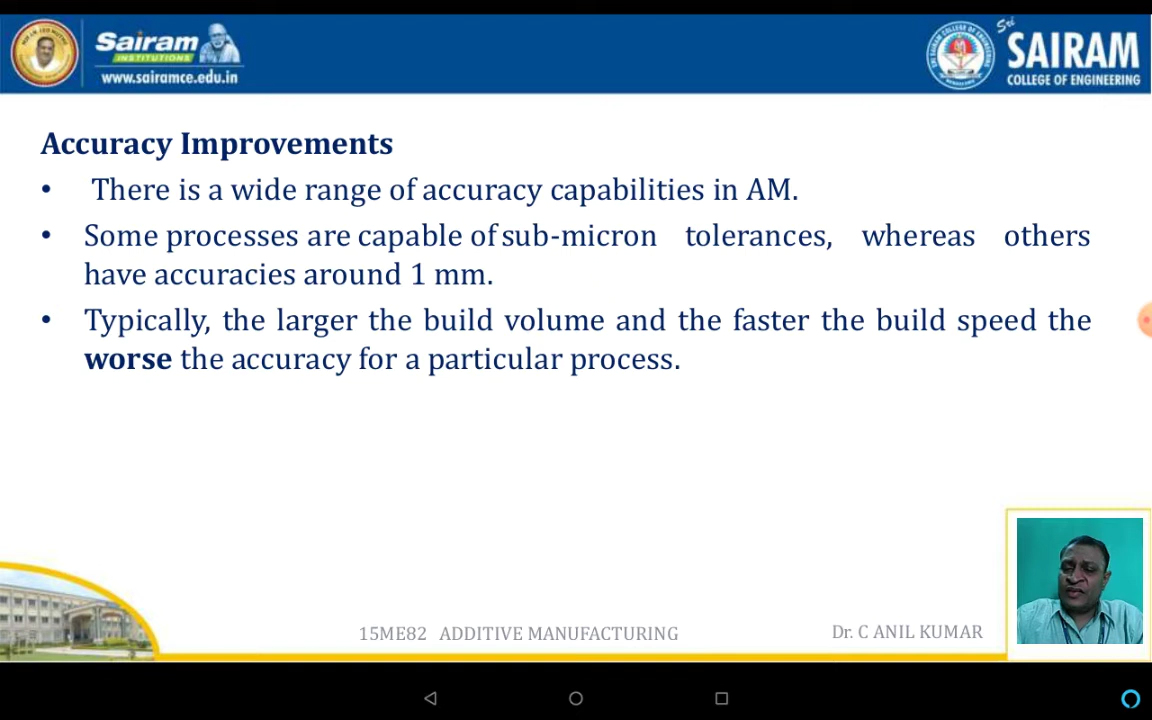 Sairam
INSTITUTIONS
www.sairamce.edu.in
Sri
SAIRAM
COLLEGE OF ENGINEERING
Accuracy Improvements
• There is a wide range of accuracy capabilities in AM.
• Some processes are capable of sub-micron tolerances, whereas others
have accuracies around 1 mm.
• Typically, the larger the build volume and the faster the build speed the
worse the accuracy for a particular process.
15ME82 ADDITIVE MANUFACTURING
Dr. C ANIL KUMAR